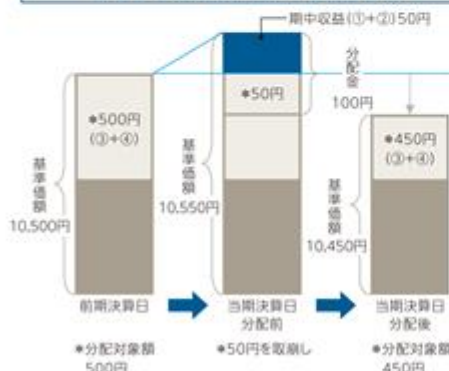 期中収益(①+②)50円
*50円
分配金
100円
*500円
(③+④)
*450円
(③+④)
基準価額
10,500円
基準価額
10,550円
基準価額
10,450円
前期決算日
当期決算日
分配前
当期決算日
分配後
*分配対象額
500円
*50円を取崩し
*分配対象額
450円